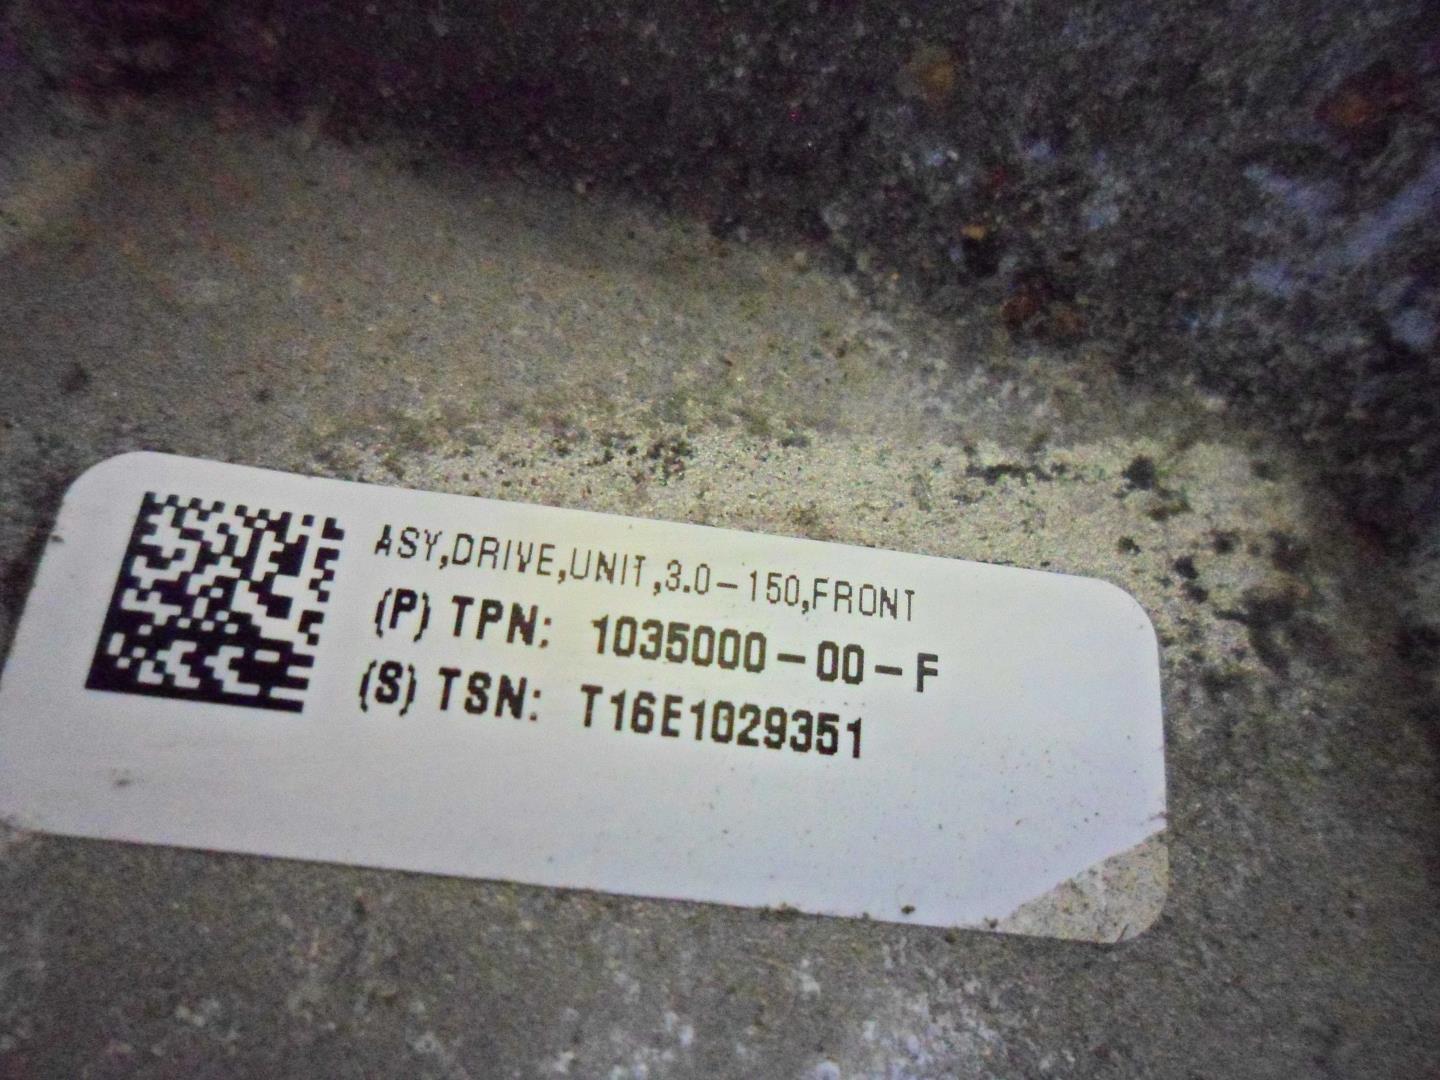 ASY,DRIVE,UNIT,3.0-150,FRONT
(P) TPN: 1035000-00-F
(S) TSN: T16E1029351